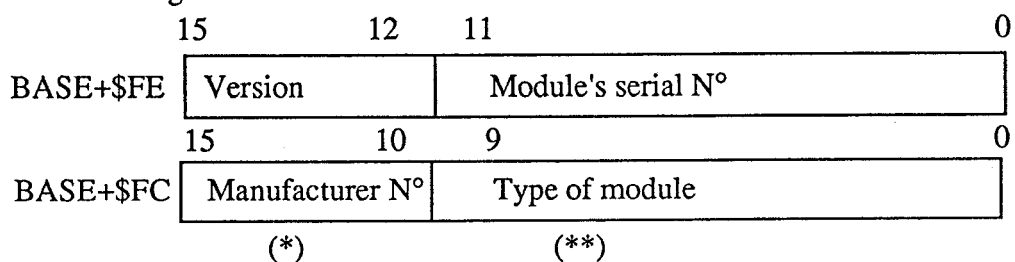 15 12 11 0
BASE+$FE Version Module's serial N°
15 10 9 0
BASE+$FC Manufacturer N° Type of module
(*) (**)